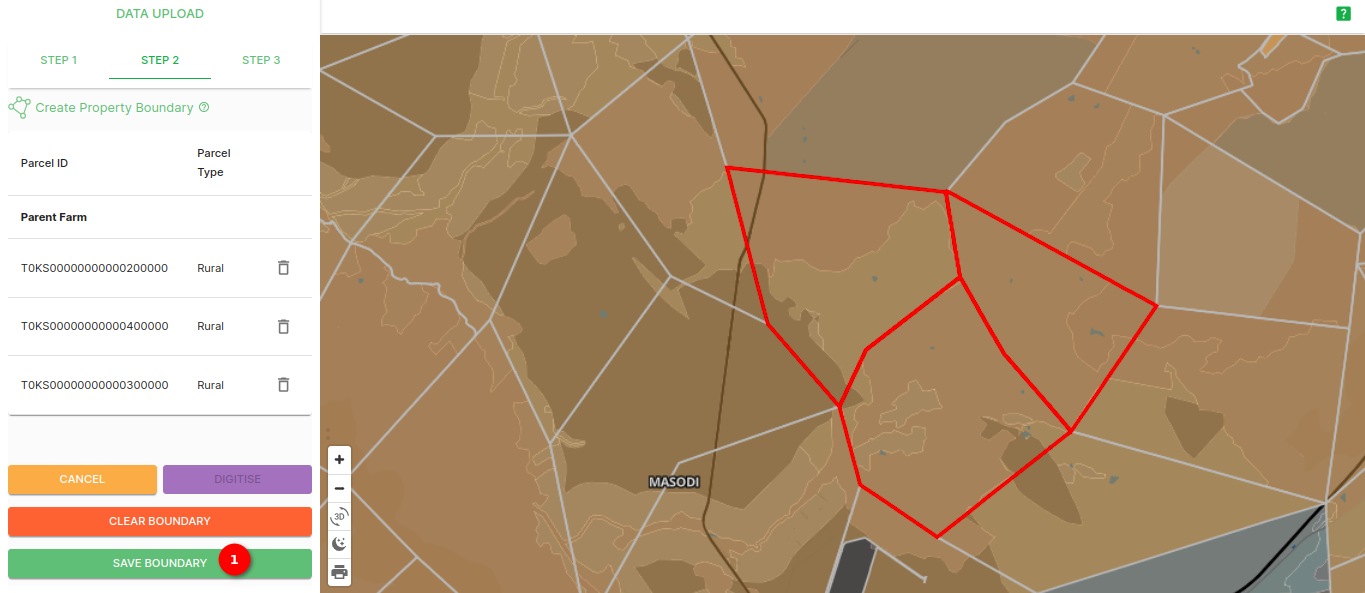 DATA UPLOAD
?
STEP 1
STEP 2
STEP 3
Create Property Boundary ?
Parcel ID
Parcel
Type
Parent Farm
T0KS00000000000200000
Rural
T0KS00000000000400000
Rural
T0KS00000000000300000
Rural
CANCEL
DIGITISE
CLEAR BOUNDARY
SAVE BOUNDARY
1
+
−
3D
MASODI